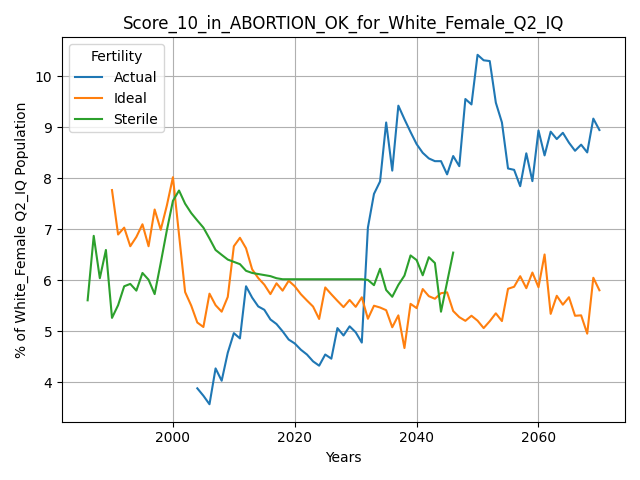 Score_10_in_ABORTION_OK_for_White_Female_Q2_IQ
Fertility
Actual
Ideal
Sterile
% of White_Female Q2_IQ Population
10
9
8
7
6
5
4
2000
2020
2040
2060
Years